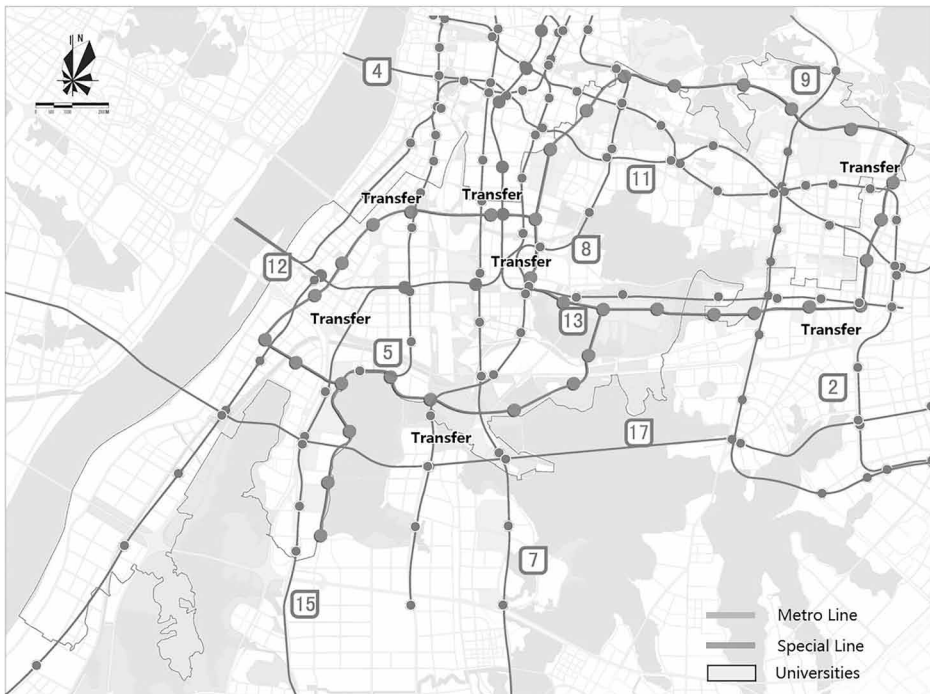 N
4
9
11
Transfer
Transfer
Transfer
8
Transfer
12
13
Transfer
Transfer
5
2
17
Transfer
7
15
Metro Line
Special Line
Universities